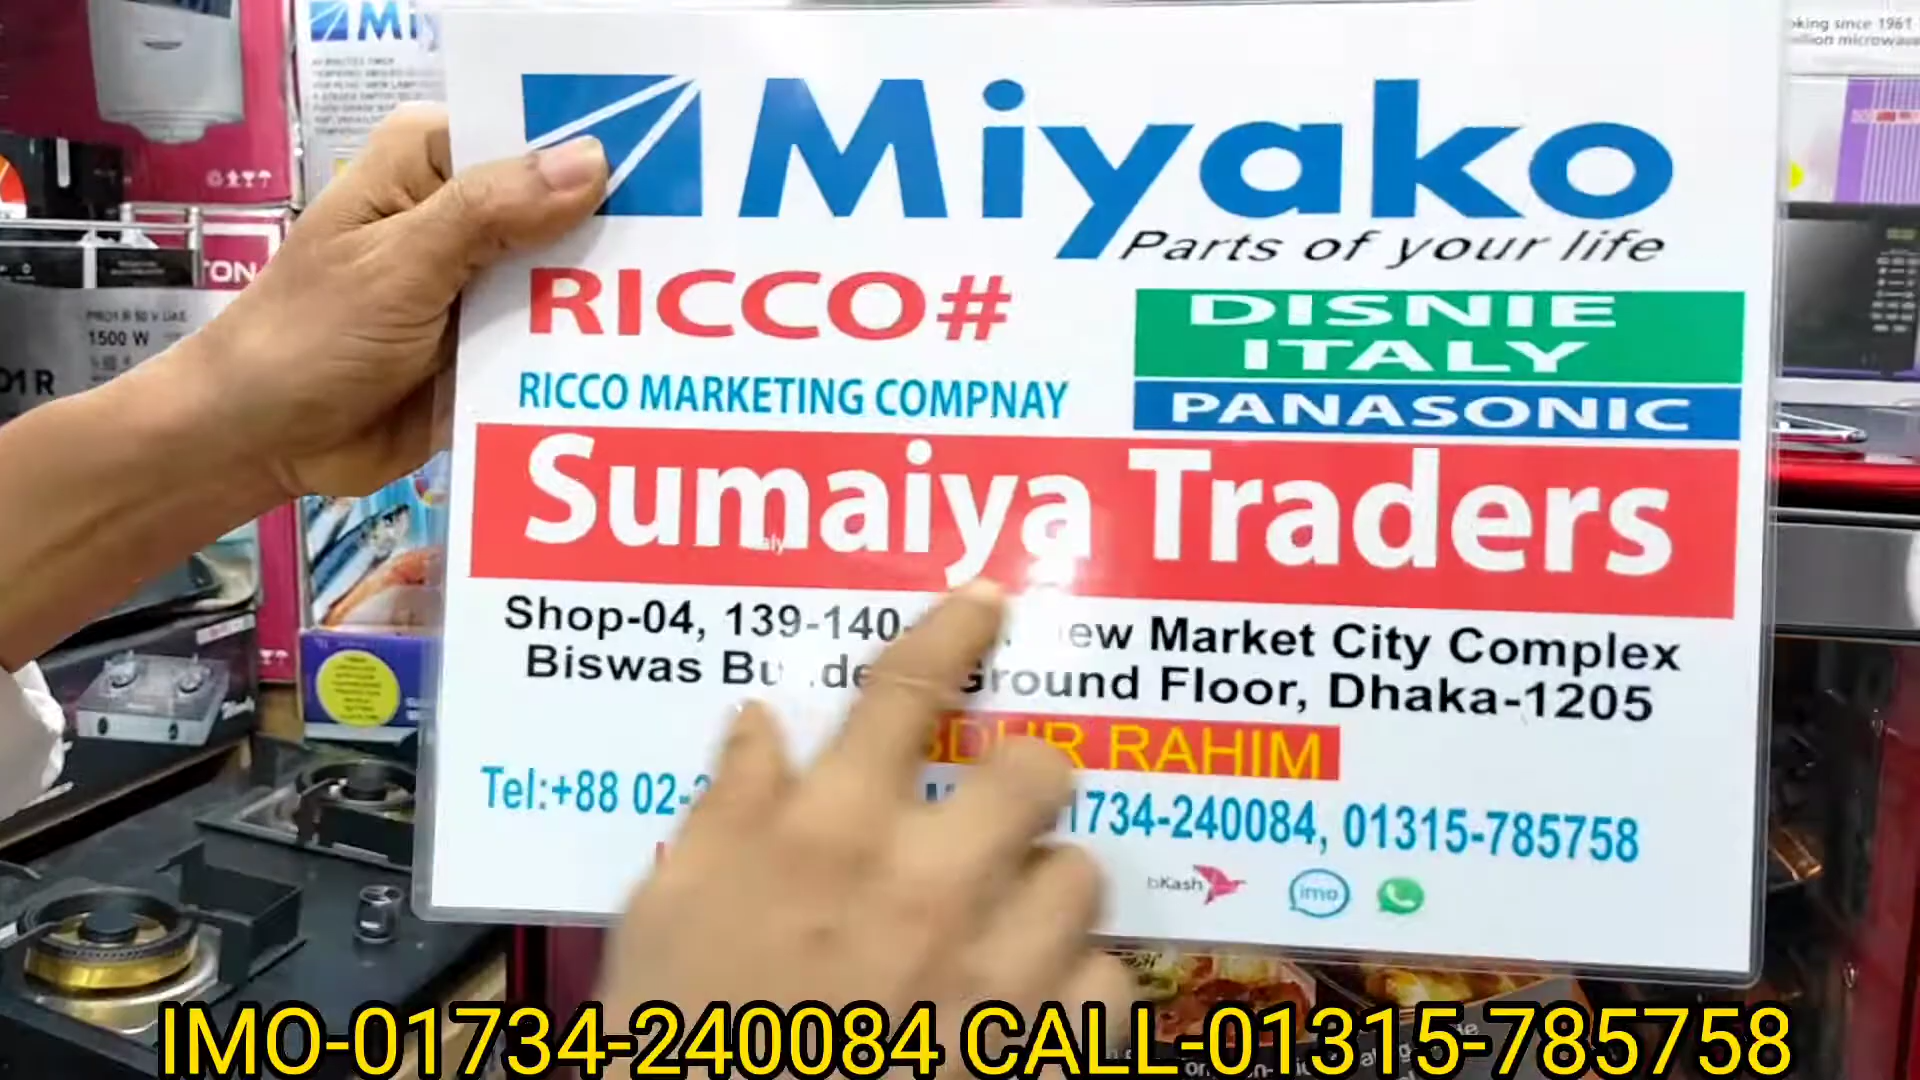 Miyako
Parts of your life
RICCO#
DISNIE
ITALY
RICCO MARKETING COMPNAY
PANASONIC
Sumaiya Traders
Shop-04, 139-140 Market City Complex
Biswas Ground Floor, Dhaka-1205
RAHIM
Tel:+88 02- 01734-240084, 01315-785758
bKash imo
1500 W
IMO-01734-240084 CALL-01315-785758